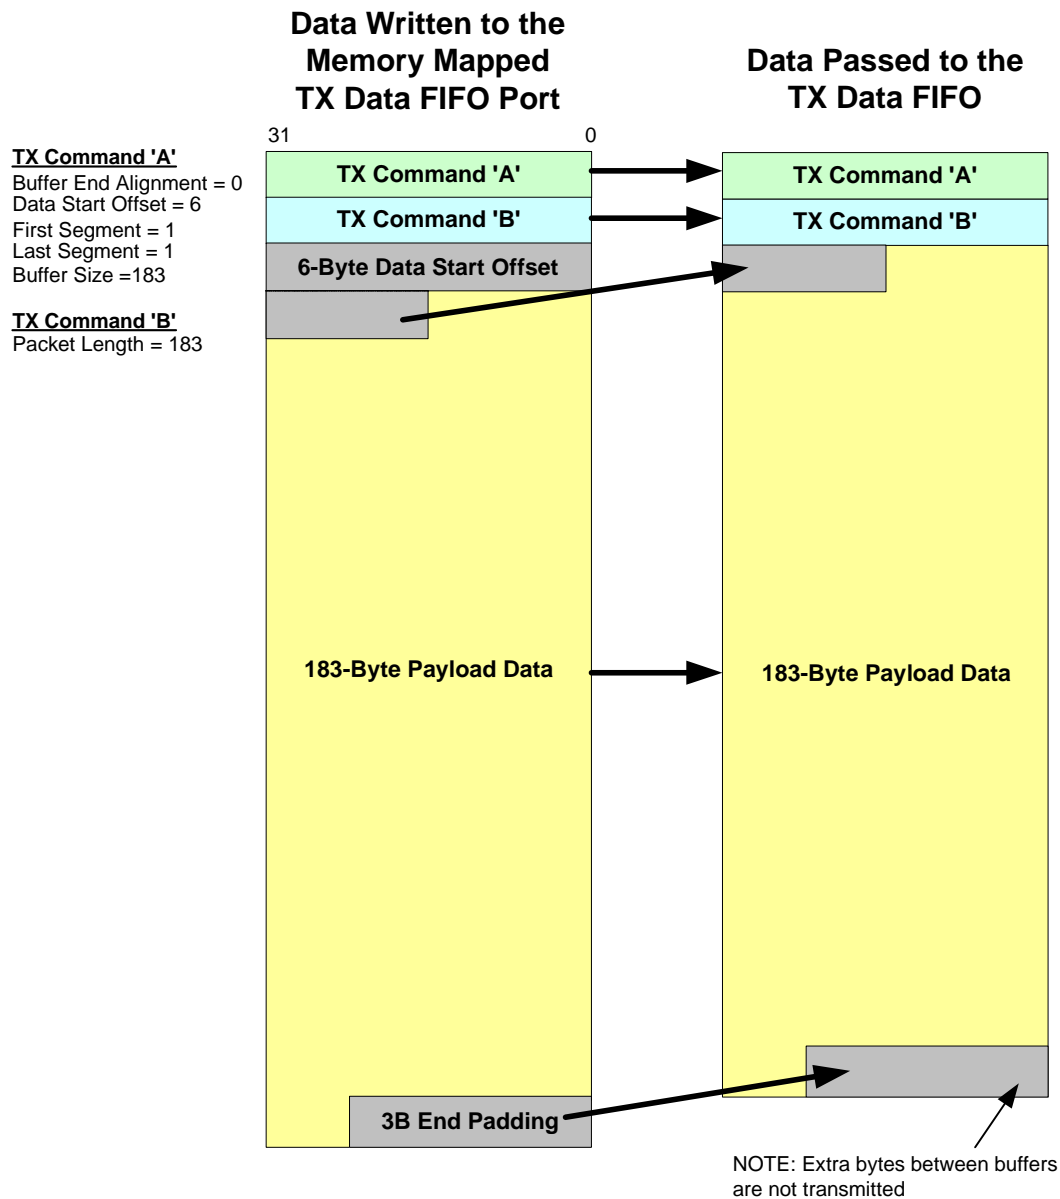 Data Written to the
Memory Mapped
TX Data FIFO Port
Data Passed to the
TX Data FIFO
31
0
TX Command 'A'
Buffer End Alignment = 0
Data Start Offset = 6
First Segment = 1
Last Segment = 1
Buffer Size =183
TX Command 'B'
Packet Length = 183
TX Command 'A'
TX Command 'B'
6-Byte Data Start Offset
183-Byte Payload Data
3B End Padding
TX Command 'A'
TX Command 'B'
183-Byte Payload Data
NOTE: Extra bytes between buffers
are not transmitted